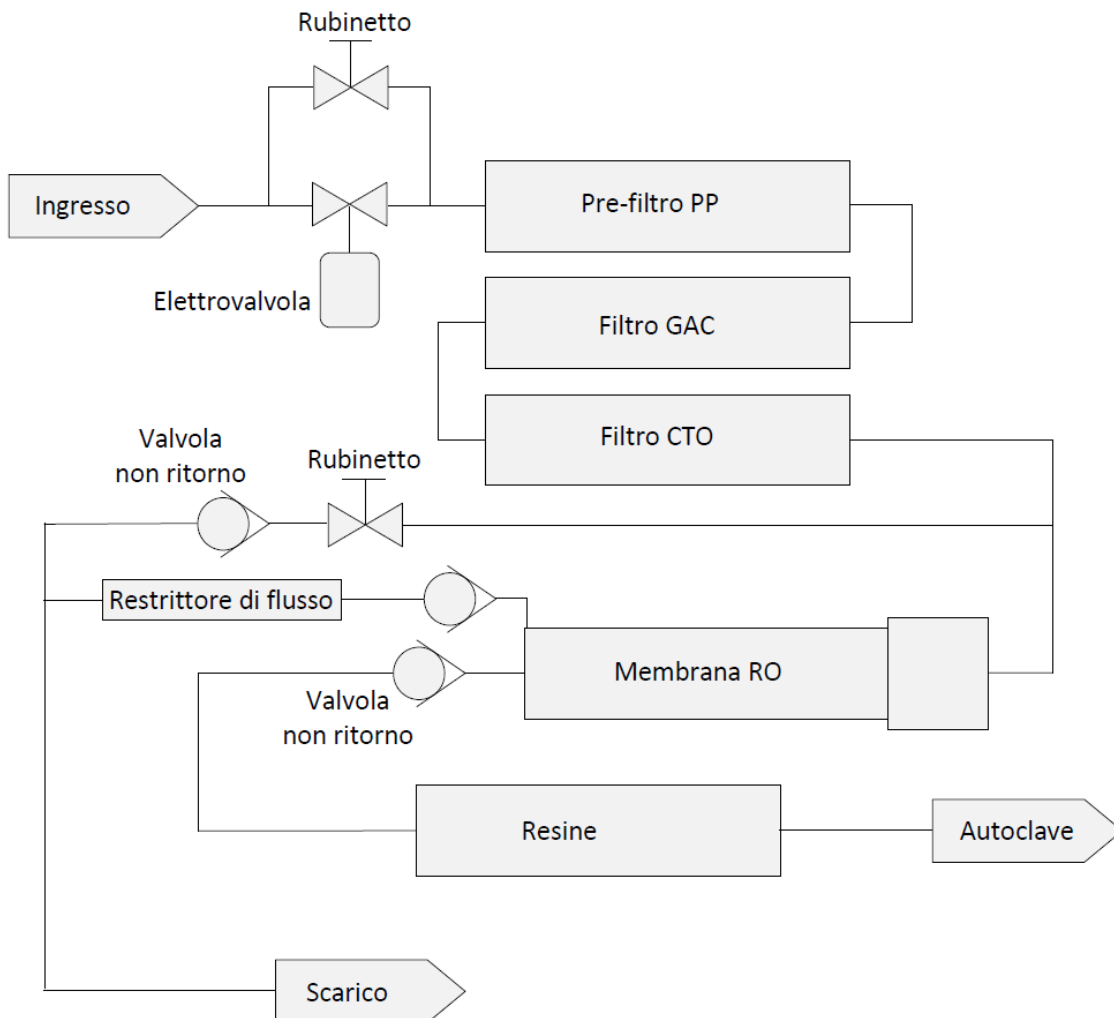 Rubinetto
Ingresso
Pre-filtro PP
Elettrovalvola
Filtro GAC
Filtro CTO
Valvola
non ritorno
Rubinetto
Restrittore di flusso
Membrana RO
Valvola
non ritorno
Resine
Autoclave
Scarico